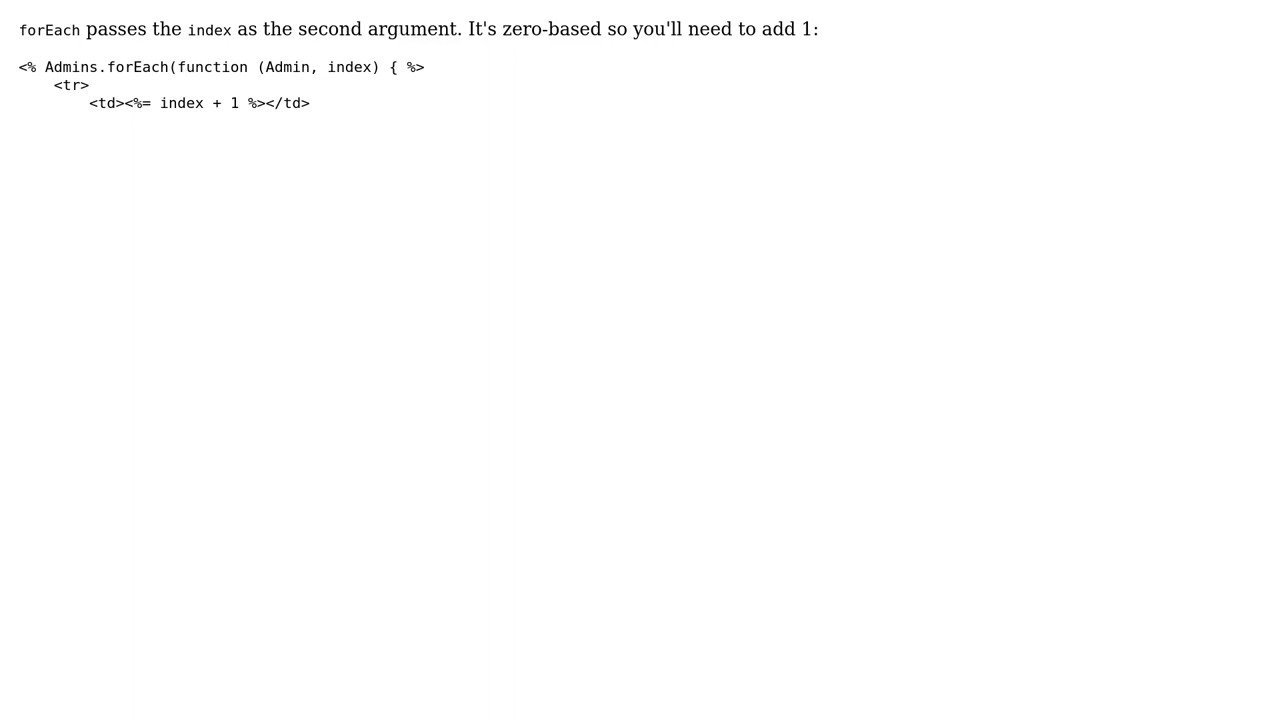 forEach passes the index as the second argument. It's zero-based so you'll need to add 1:
<% Admins.forEach(function (Admin, index) { %>
    <tr>
        <td><%= index + 1 %></td>